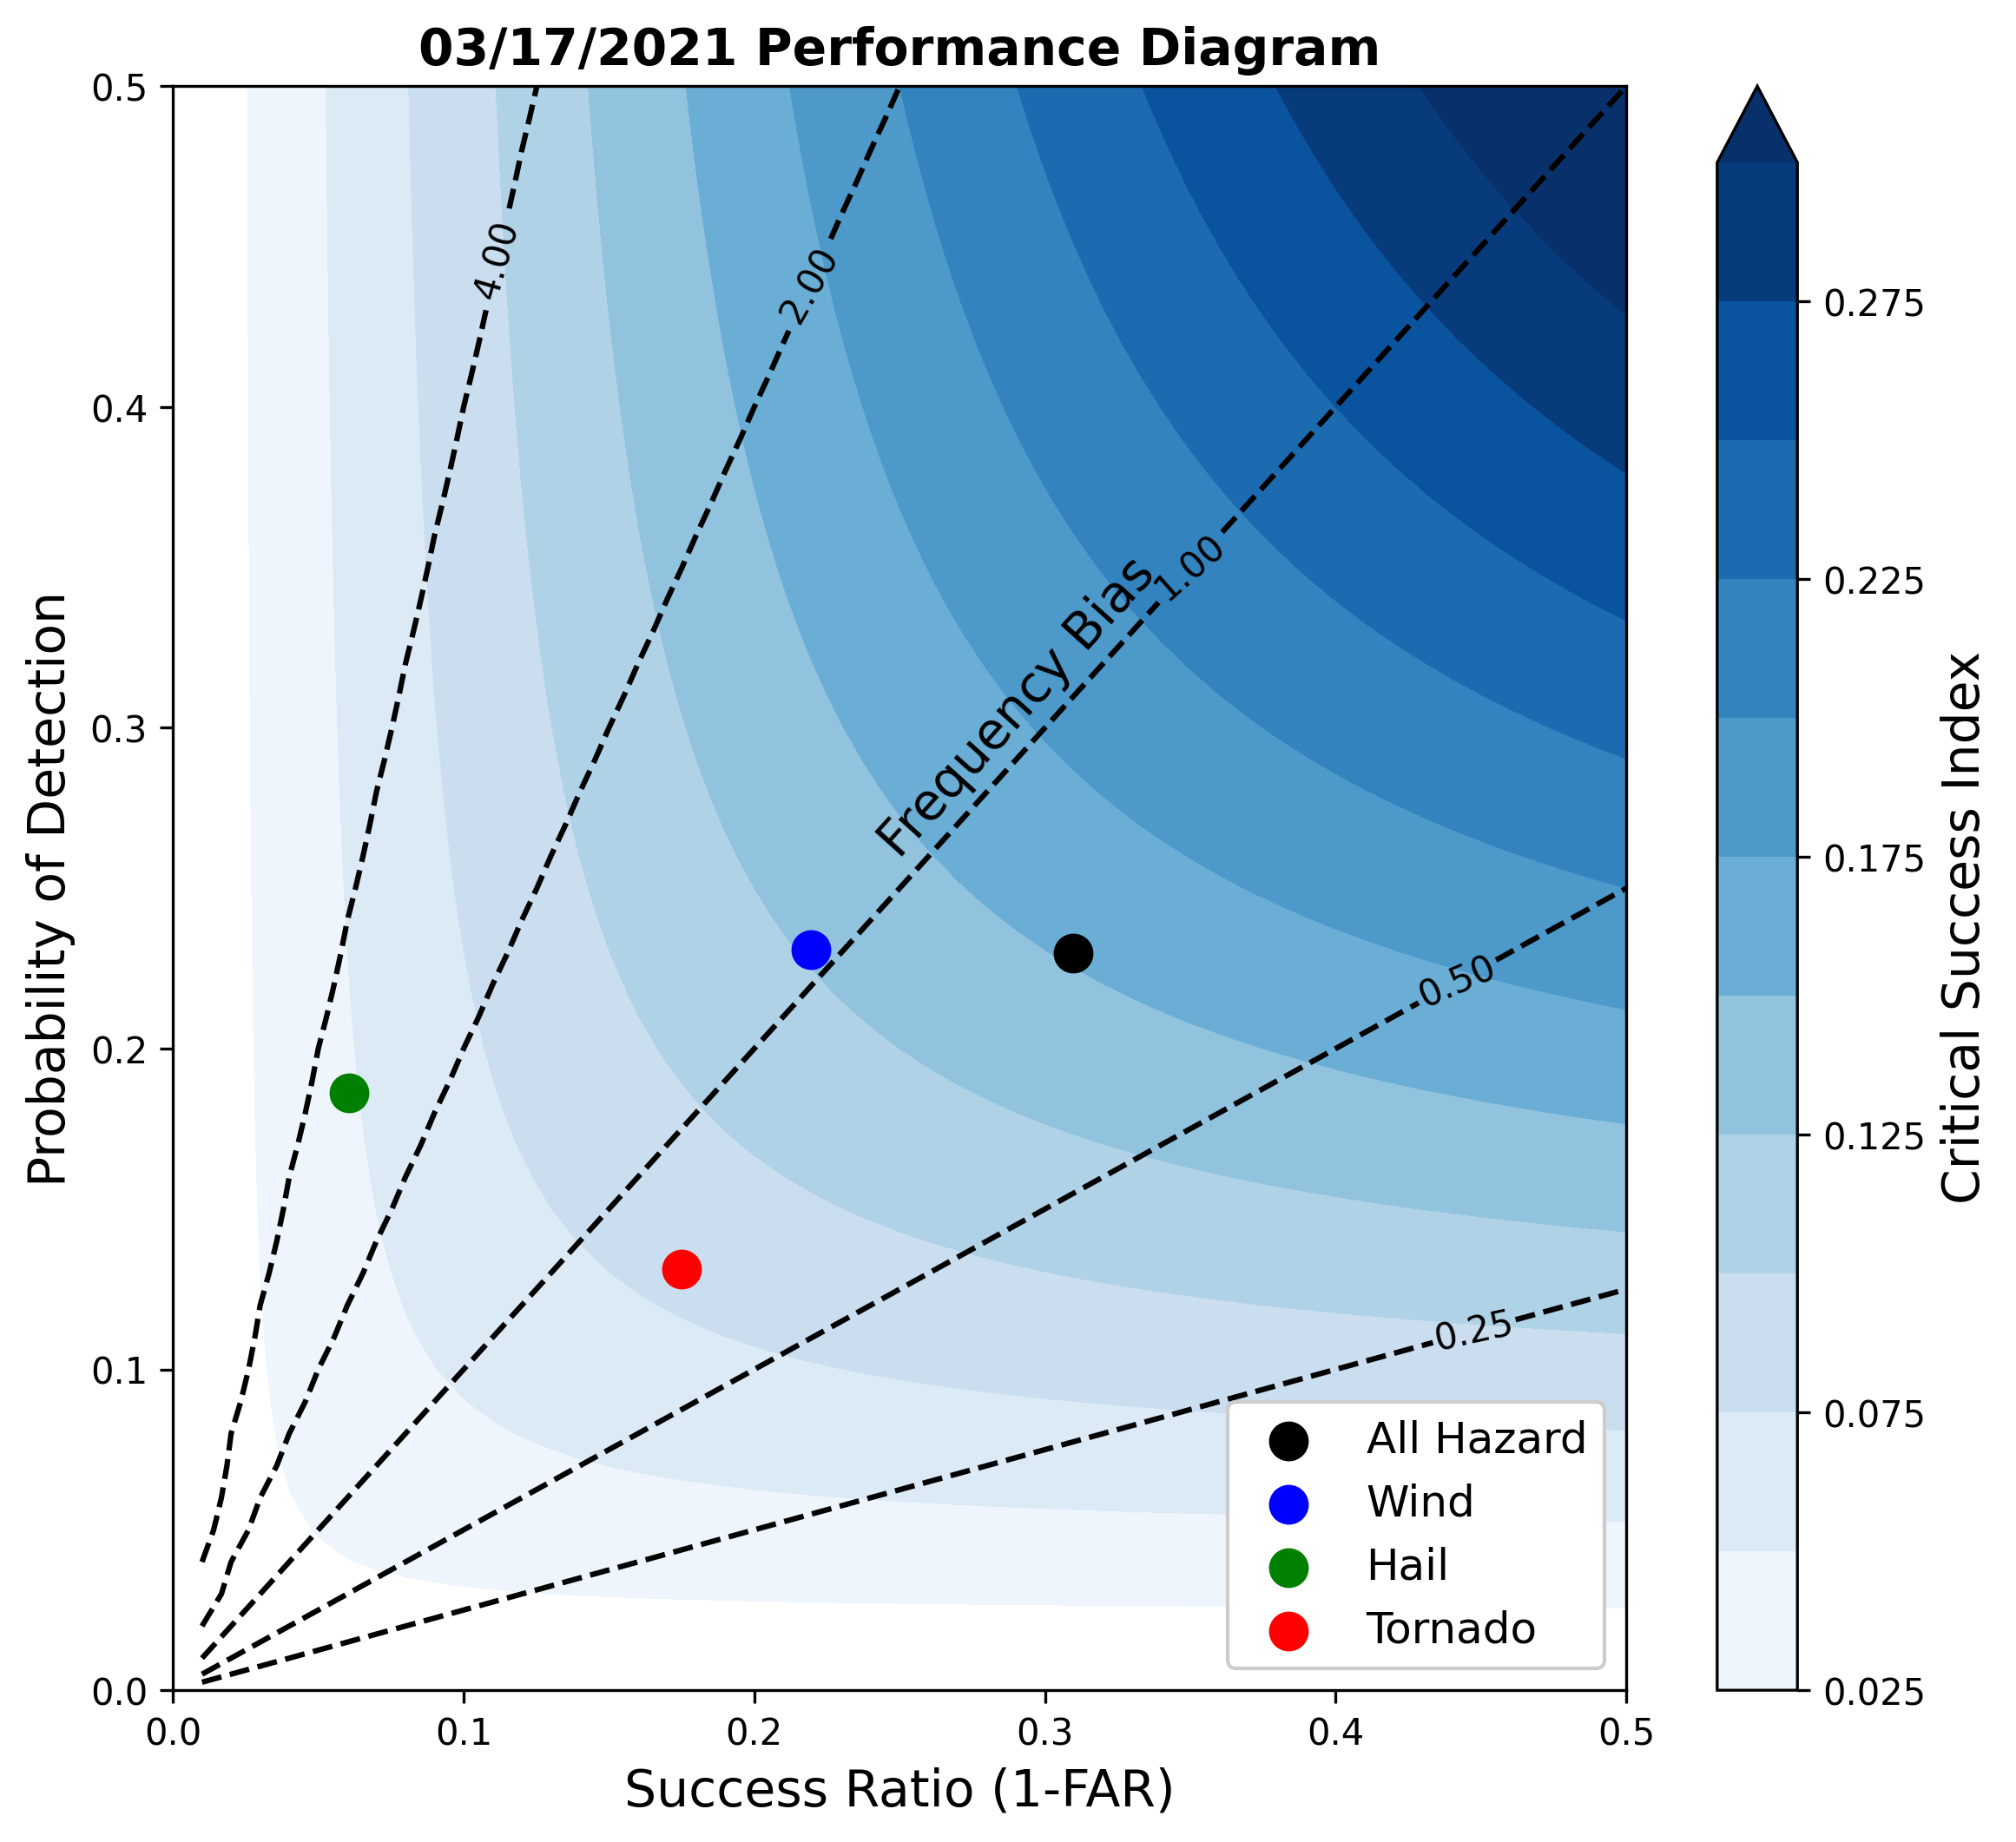 03/17/2021 Performance Diagram
0.5
0.4
0.3
0.2
0.1
0.0
Probability of Detection
4.00
2.00
1.00
Frequency Bias
0.50
0.25
All Hazard
Wind
Hail
Tornado
0.0 0.1 0.2 0.3 0.4 0.5
Success Ratio (1-FAR)
0.275
0.225
0.175
0.125
0.075
0.025
Critical Success Index